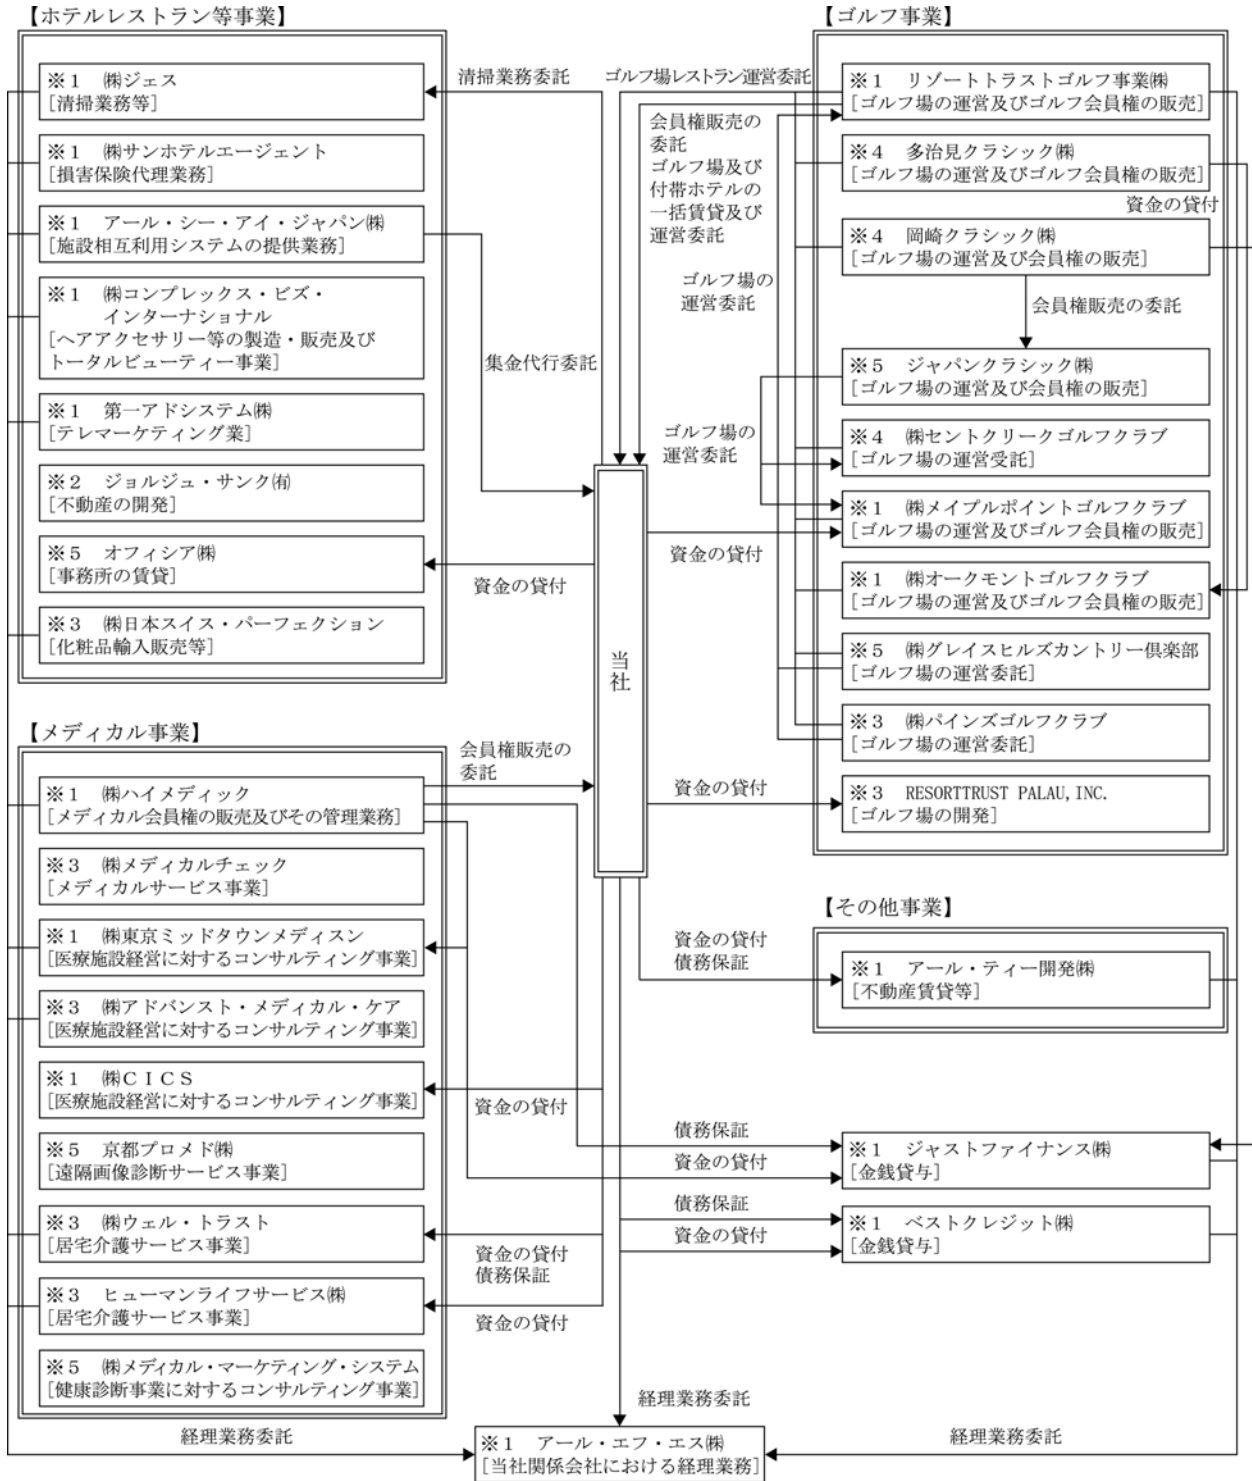 【ホテルレストラン等事業】
※1 ㈱ジェス
[清掃業務等]
※1 ㈱サンホテルエージェント
[損害保険代理業務]
※1 アール・シー・アイ・ジャパン㈱
[施設相互利用システムの提供業務]
※1 ㈱コンプレックス・ビズ・
インターナショナル
[ヘアアクセサリー等の製造・販売及び
トータルビューティー事業]
※1 第一アドシステム㈱
[テレマーケティング業]
※2 ジョルジュ・サンク㈲
[不動産の開発]
※5 オフィシア㈱
[事務所の賃貸]
※3 ㈱日本スイス・パーフェクション
[化粧品輸入販売等]
【メディカル事業】
※1 ㈱ハイメディック
[メディカル会員権の販売及びその管理業務]
※3 ㈱メディカルチェック
[メディカルサービス事業]
※1 ㈱東京ミッドタウンメディスン
[医療施設経営に対するコンサルティング事業]
※3 ㈱アドバンスト・メディカル・ケア
[医療施設経営に対するコンサルティング事業]
※1 ㈱CICS
[医療施設経営に対するコンサルティング事業]
※5 京都プロメド㈱
[遠隔画像診断サービス事業]
※3 ㈱ウェル・トラスト
[居宅介護サービス事業]
※3 ヒューマンライフサービス㈱
[居宅介護サービス事業]
※5 ㈱メディカル・マーケティング・システム
[健康診断事業に対するコンサルティング事業]
経理業務委託
清掃業務委託
集金代行委託
資金の貸付
会員権販売の
委託
資金の貸付
資金の貸付
債務保証
資金の貸付
当社
ゴルフ場レストラン運営委託
会員権販売の
委託
ゴルフ場及び
付帯ホテルの
一括賃貸及び
運営委託
ゴルフ場の
運営委託
ゴルフ場の
運営委託
資金の貸付
資金の貸付
資金の貸付
債務保証
債務保証
資金の貸付
債務保証
資金の貸付
経理業務委託
※1 アール・エフ・エス㈱
[当社関係会社における経理業務]
【ゴルフ事業】
※1 リゾートトラストゴルフ事業㈱
[ゴルフ場の運営及びゴルフ会員権の販売]
※4 多治見クラシック㈱
[ゴルフ場の運営及びゴルフ会員権の販売]
資金の貸付
※4 岡崎クラシック㈱
[ゴルフ場の運営及び会員権の販売]
会員権販売の委託
※5 ジャパンクラシック㈱
[ゴルフ場の運営及び会員権の販売]
※4 ㈱セントクリークゴルフクラブ
[ゴルフ場の運営受託]
※1 ㈱メイプルポイントゴルフクラブ
[ゴルフ場の運営及びゴルフ会員権の販売]
※1 ㈱オークモントゴルフクラブ
[ゴルフ場の運営及びゴルフ会員権の販売]
※5 ㈱グレイスヒルズカントリー倶楽部
[ゴルフ場の運営委託]
※3 ㈱パインズゴルフクラブ
[ゴルフ場の運営委託]
※3 RESORTTRUST PALAU, INC.
[ゴルフ場の開発]
【その他事業】
※1 アール・ティー開発㈱
[不動産賃貸等]
※1 ジャストファイナンス㈱
[金銭貸与]
※1 ベストクレジット㈱
[金銭貸与]
経理業務委託